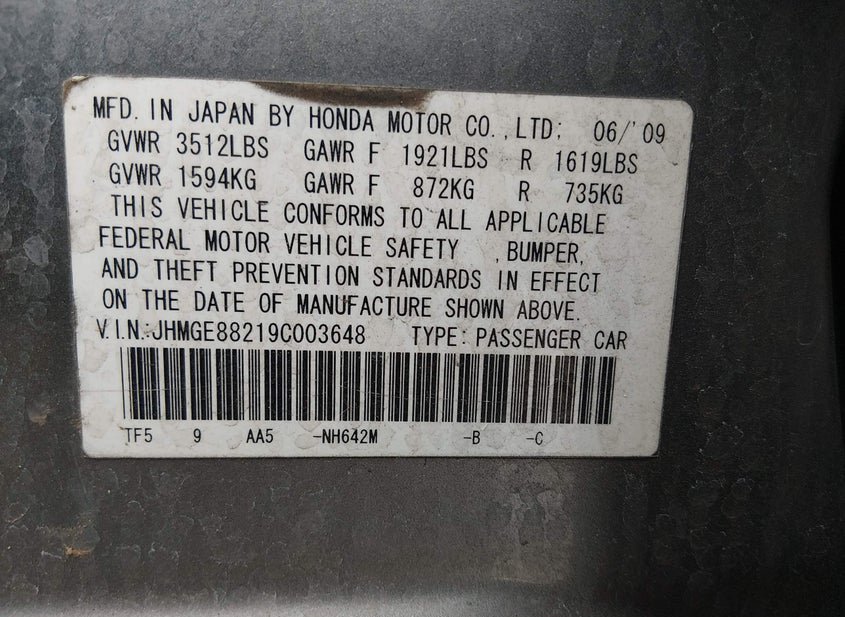 MFD. IN JAPAN BY HONDA MOTOR CO.,LTD; 06/'09
GVWR 3512LBS GAWR F 1921LBS R 1619LBS
GVWR 1594KG GAWR F 872KG R 735KG
THIS VEHICLE CONFORMS TO ALL APPLICABLE
FEDERAL MOTOR VEHICLE SAFETY , BUMPER,
AND THEFT PREVENTION STANDARDS IN EFFECT
ON THE DATE OF MANUFACTURE SHOWN ABOVE.
V.I.N.:JHMGE88219C003648 TYPE: PASSENGER CAR
TF5 9 AA5 -NH642M -B -C